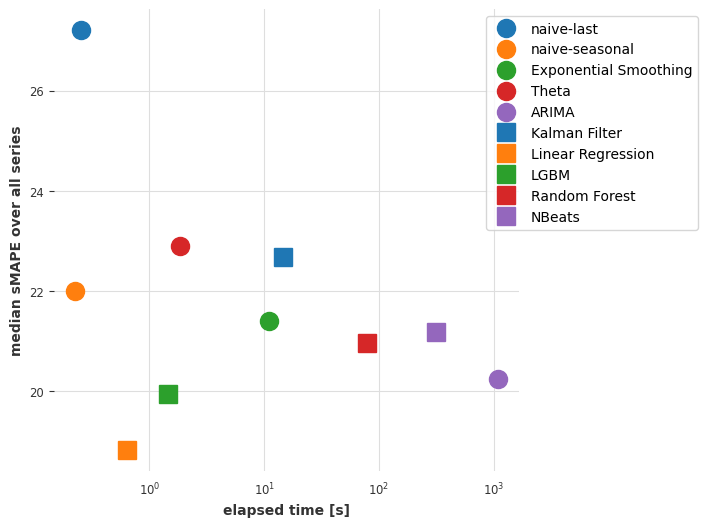 naive-last
naive-seasonal
Exponential Smoothing
Theta
ARIMA
Kalman Filter
Linear Regression
LGBM
Random Forest
NBeats
median sMAPE over all series
26
24
22
20
10⁰
10¹
10²
10³
elapsed time [s]